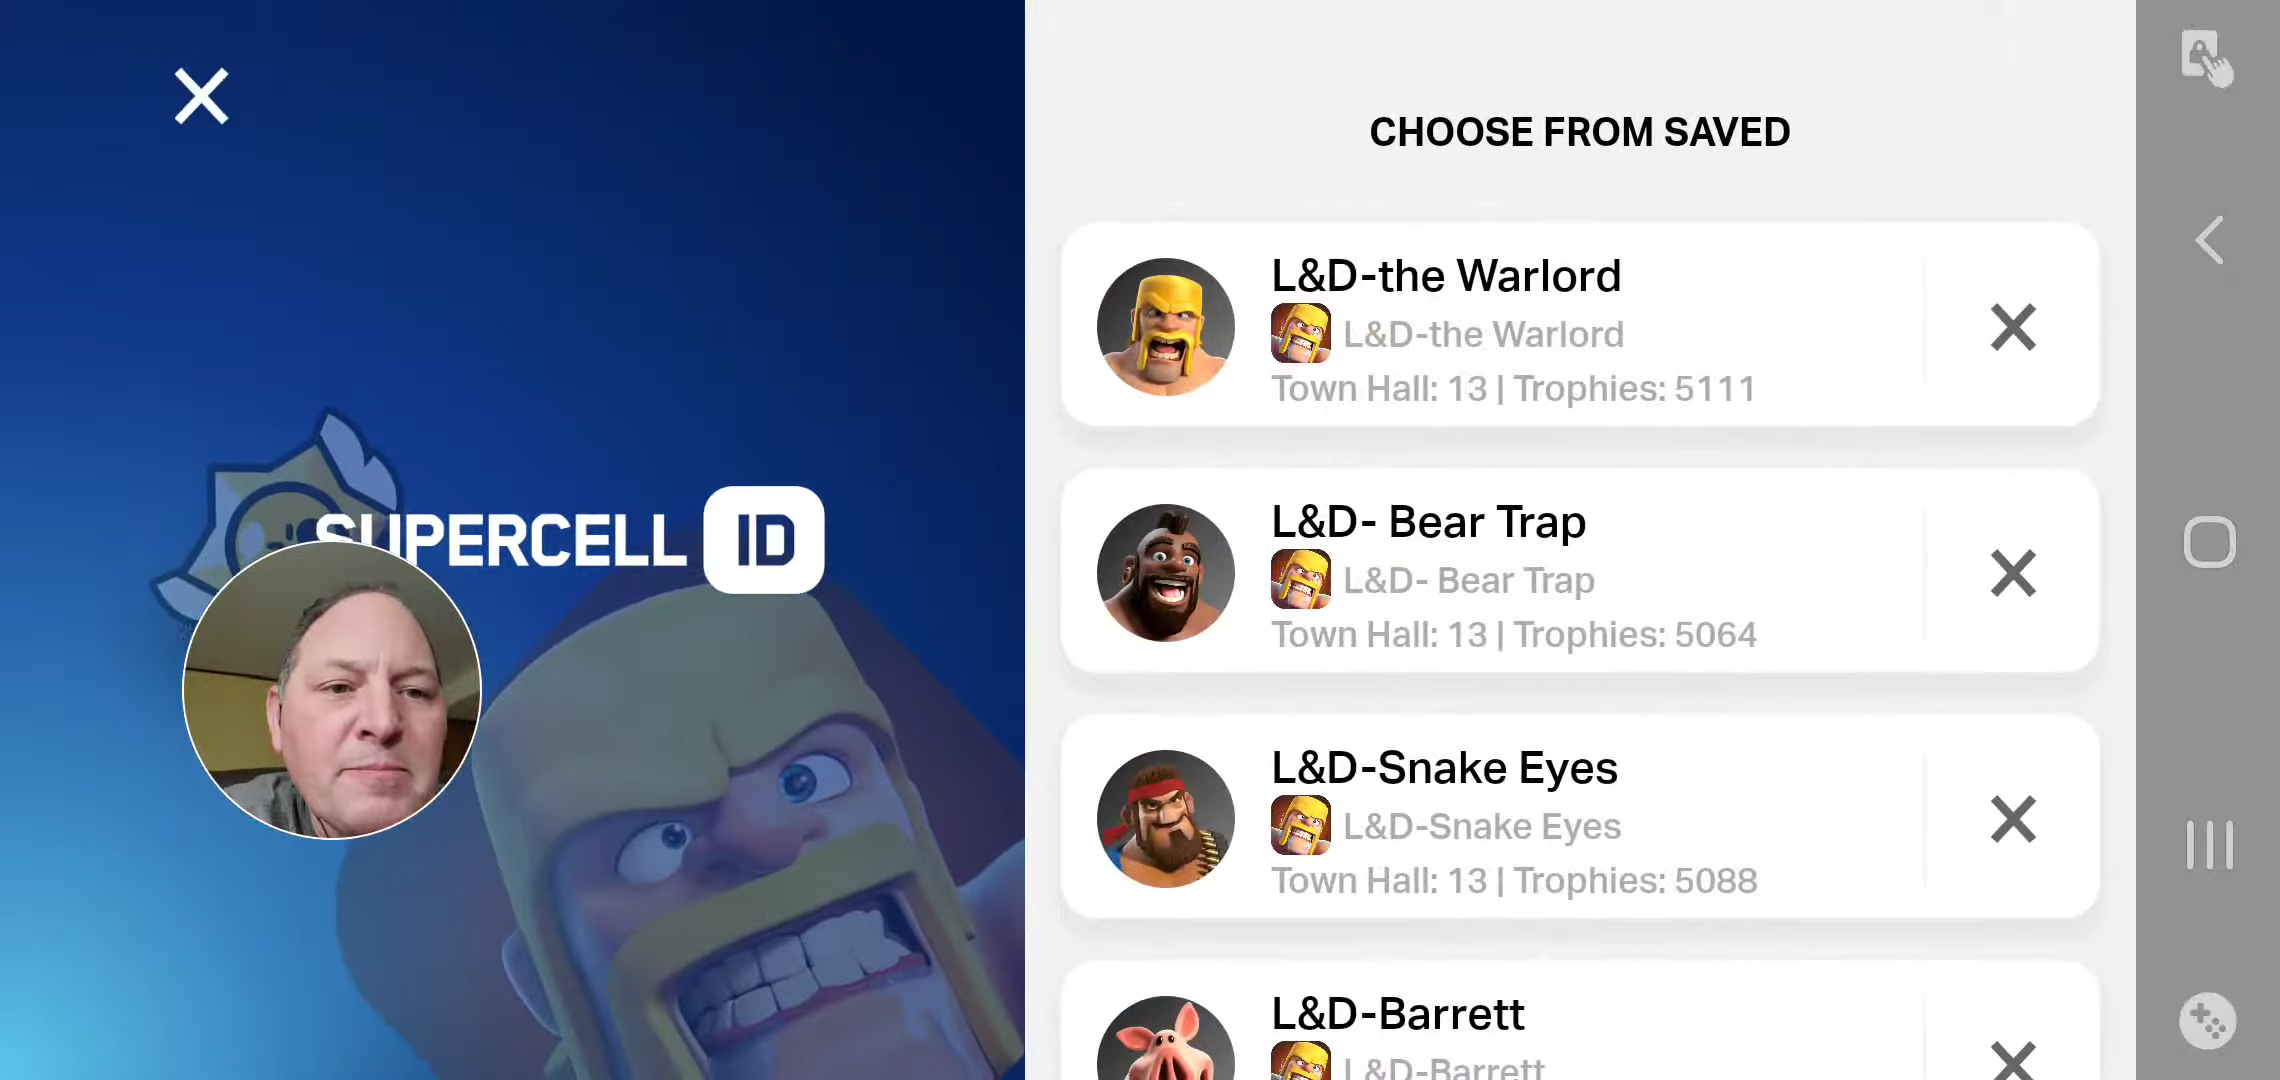 SUPERCELL ID
CHOOSE FROM SAVED
L&D-the Warlord
L&D-the Warlord
Town Hall: 13 | Trophies: 5111
L&D- Bear Trap
L&D- Bear Trap
Town Hall: 13 | Trophies: 5064
L&D-Snake Eyes
L&D-Snake Eyes
Town Hall: 13 | Trophies: 5088
L&D-Barrett
L&D-Barrett